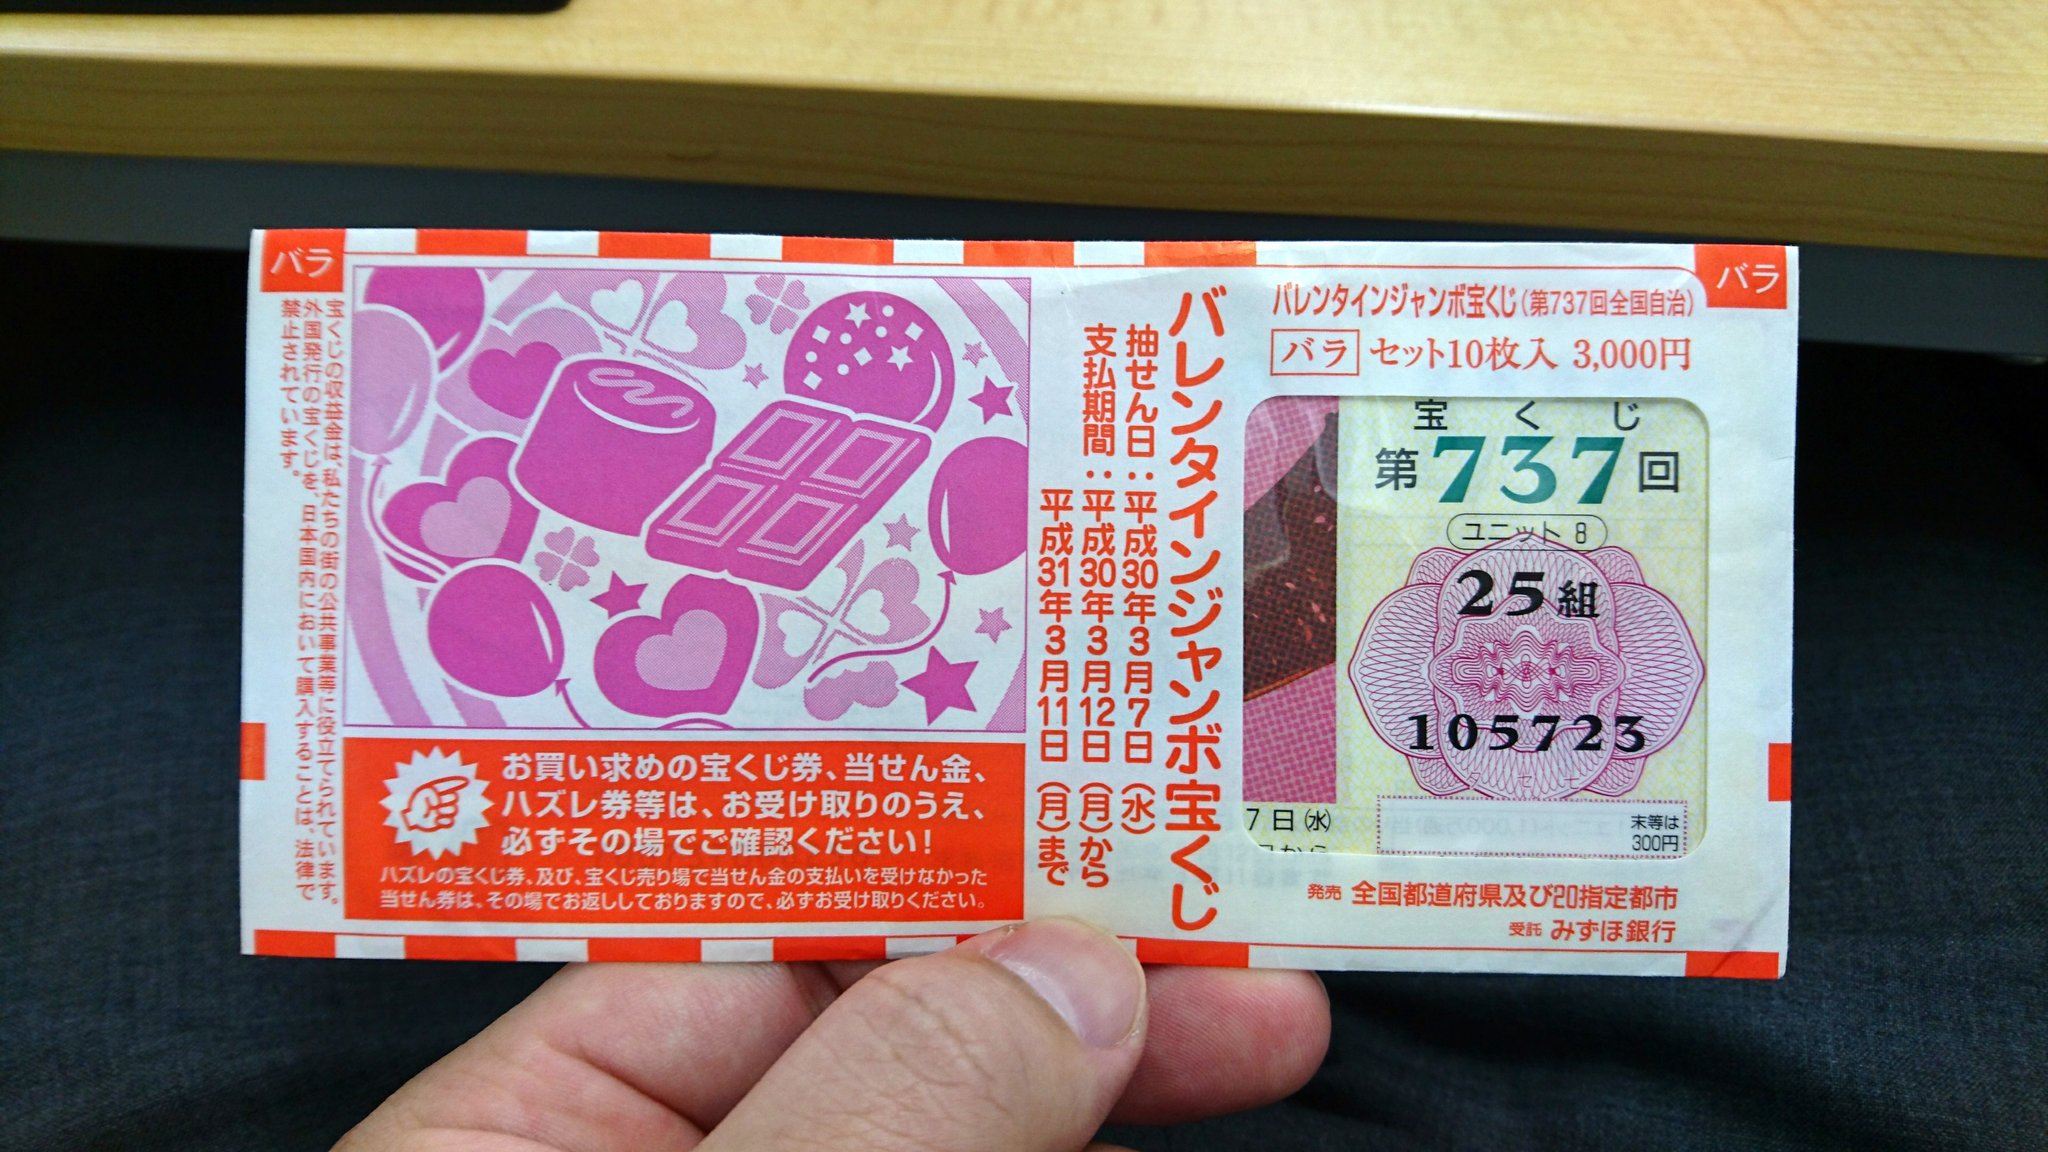 バラ
宝くじの収益金は、私たちの街の公共事業等に役立てられています。
外国発行の宝くじを、日本国内において購入することは、法律で
禁止されています。
お買い求めの宝くじ券、当せん金、
ハズレ券等は、お受け取りのうえ、
必ずその場でご確認ください！
ハズレの宝くじ券、及び、宝くじ売り場で当せん金の支払いを受けなかった
当せん券は、その場でお返ししておりますので、必ずお受け取りください。
バレンタインジャンボ宝くじ
抽せん日：平成30年3月7日（水）
支払期間：平成30年3月12日（月）から
平成31年3月11日（月）まで
バラ
バレンタインジャンボ宝くじ（第737回全国自治）
バラ セット10枚入 3,000円
宝くじ
第737回
ユニット 8
25組
105723
7日（水）
末等は
300円
発売 全国都道府県及び20指定都市
受託 みずほ銀行